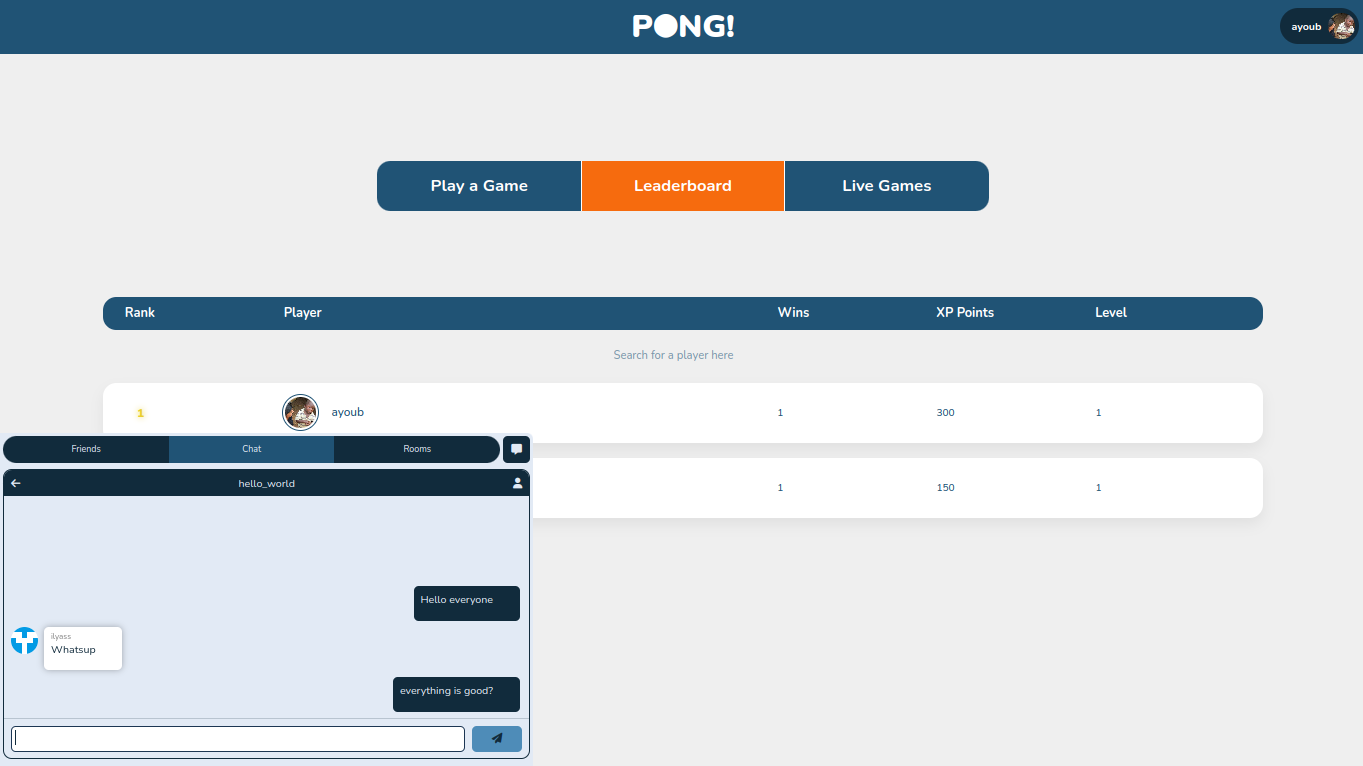 PONG!
ayoub
Play a Game Leaderboard Live Games
Rank Player Wins XP Points Level
Search for a player here
1 ayoub 1 300 1
1 150 1
Friends Chat Rooms
hello_world
Hello everyone
ilyass
Whatsup
everything is good?